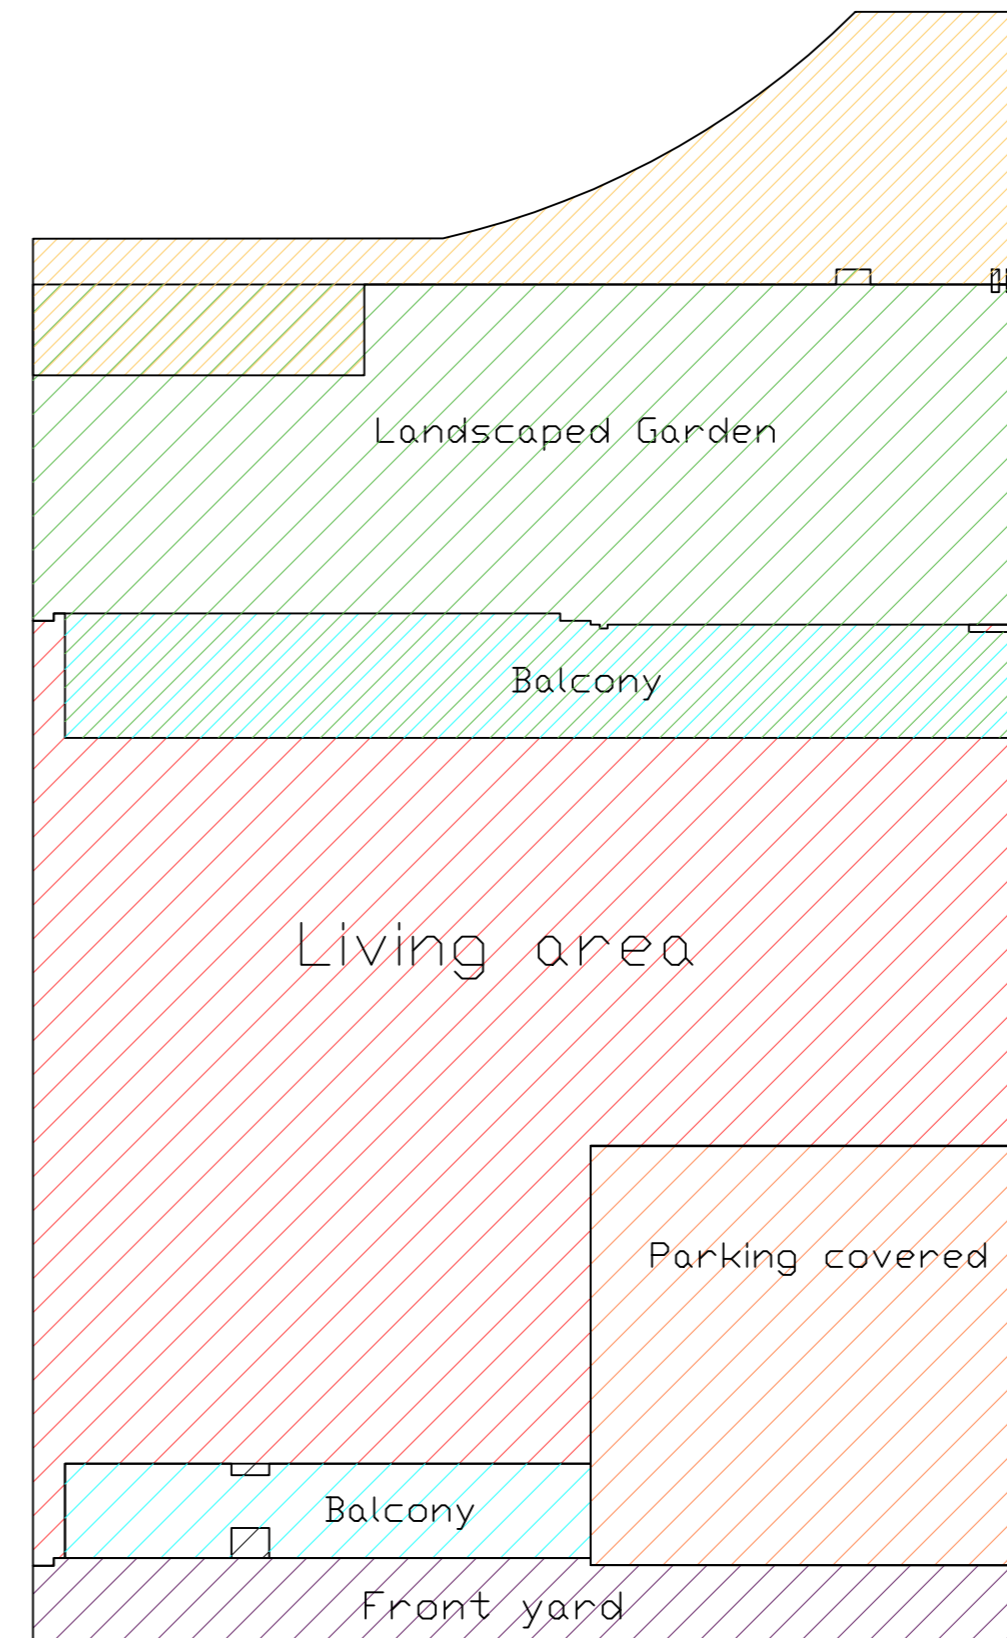 Landscaped Garden
Balcony
Living area
Parking covered
Balcony
Front yard